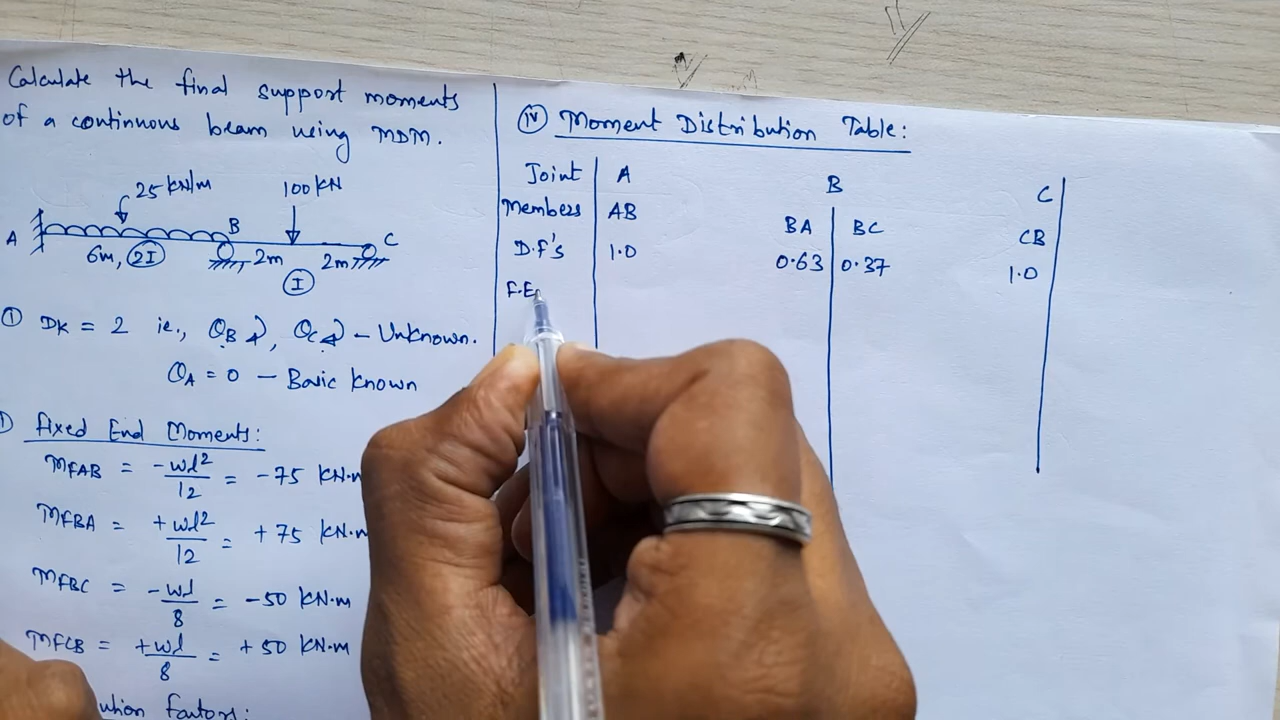 Calculate the final support moments
of a continuous beam using MDM.
25 kN/m
100 kN
A
B
C
6m, 2I
2m
2m
I
① DK = 2 ie., θB, θC - Unknown.
θA = 0 - Basic Known
Fixed End Moments:
MFAB = -wl²/12 = -75 KN.m
MFBA = +wl²/12 = +75 KN.m
MFBC = -wl/8 = -50 KN.m
MFCB = +wl/8 = +50 KN.m
ution factors:
IV Moment Distribution Table:
Joint A B C
Members AB BA BC CB
D.F's 1.0 0.63 0.37 1.0
F.E